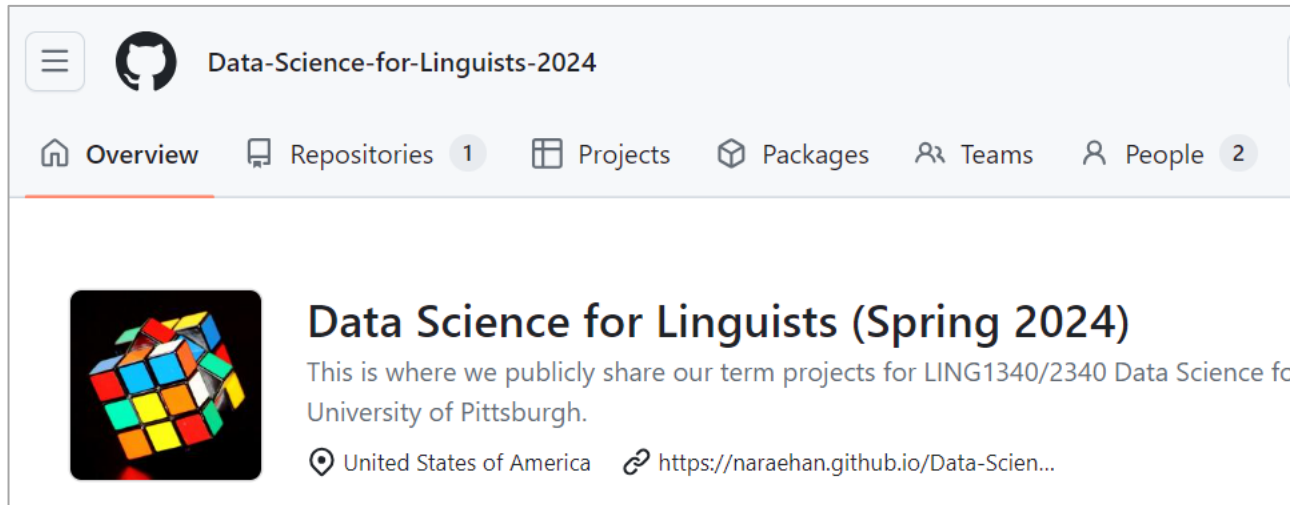 Data-Science-for-Linguists-2024
Overview Repositories 1 Projects Packages Teams People 2
Data Science for Linguists (Spring 2024)
This is where we publicly share our term projects for LING1340/2340 Data Science fo
University of Pittsburgh.
United States of America https://naraehan.github.io/Data-Scien...